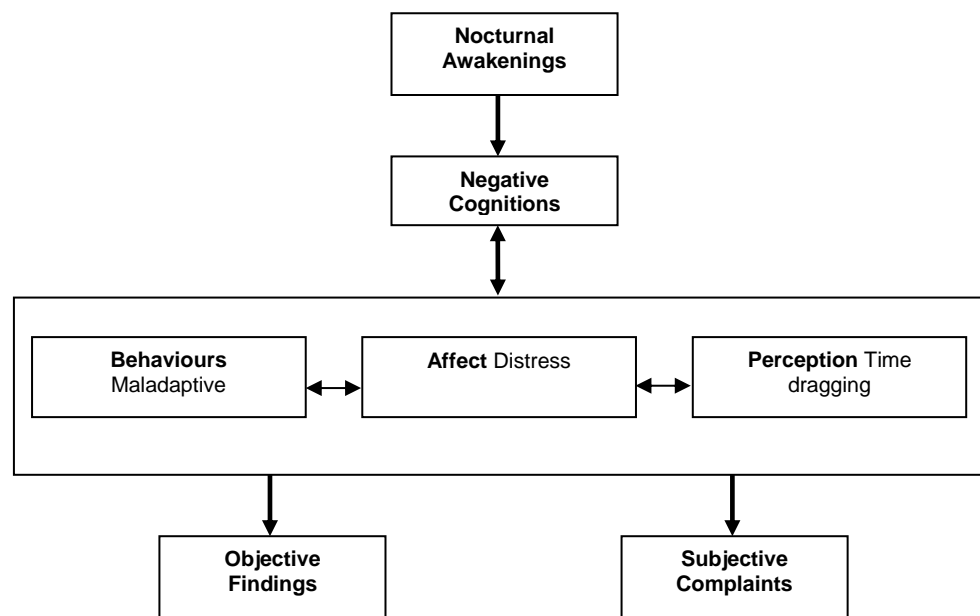 Nocturnal
Awakenings
Negative
Cognitions
Behaviours
Maladaptive
Affect Distress
Perception Time
dragging
Objective
Findings
Subjective
Complaints